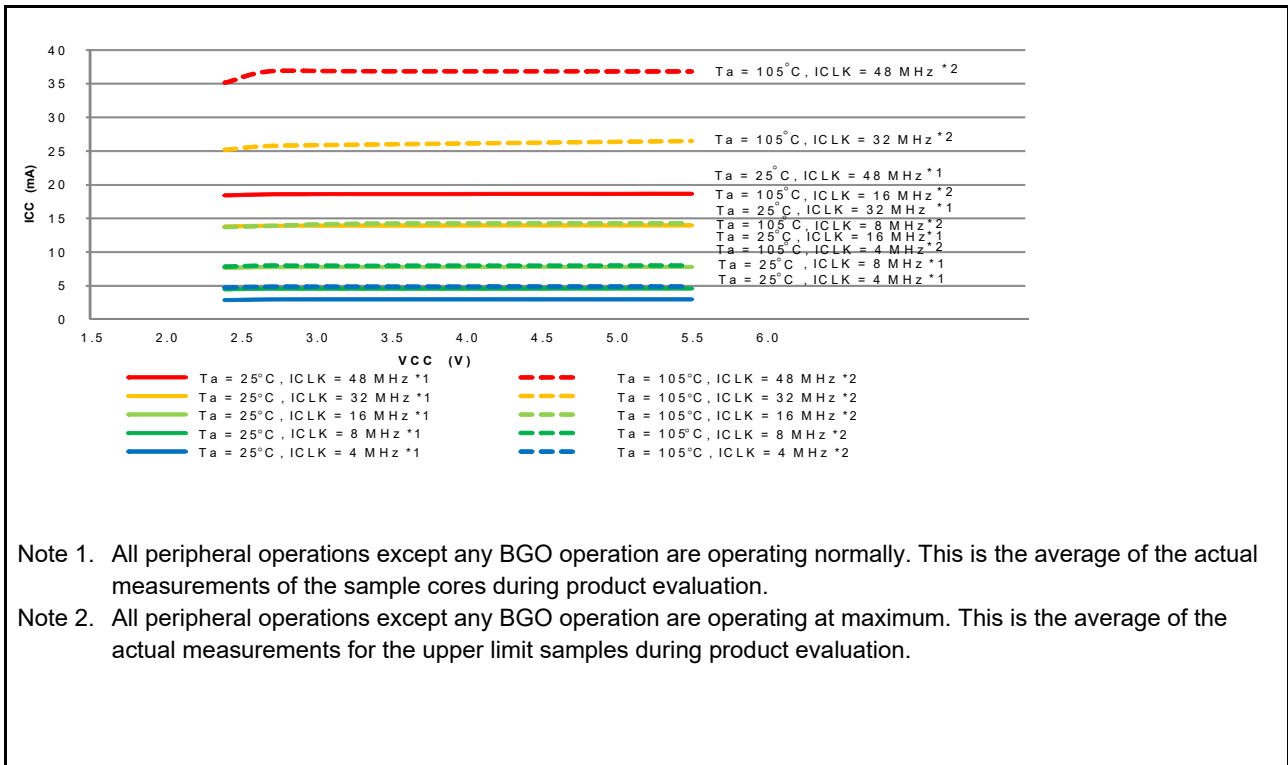 40
35
30
25
20
15
10
5
0
ICC (mA)
1.5 2.0 2.5 3.0 3.5 4.0 4.5 5.0 5.5 6.0
VCC (V)
Ta = 105°C, ICLK = 48 MHz *2
Ta = 105°C, ICLK = 32 MHz *2
Ta = 25°C, ICLK = 48 MHz *1
Ta = 105°C, ICLK = 16 MHz *2
Ta = 25°C, ICLK = 32 MHz *1
Ta = 105°C, ICLK = 8 MHz *2
Ta = 25°C, ICLK = 16 MHz *1
Ta = 105°C, ICLK = 4 MHz *2
Ta = 25°C, ICLK = 8 MHz *1
Ta = 25°C, ICLK = 4 MHz *1
Ta = 25°C, ICLK = 48 MHz *1 Ta = 105°C, ICLK = 48 MHz *2
Ta = 25°C, ICLK = 32 MHz *1 Ta = 105°C, ICLK = 32 MHz *2
Ta = 25°C, ICLK = 16 MHz *1 Ta = 105°C, ICLK = 16 MHz *2
Ta = 25°C, ICLK = 8 MHz *1 Ta = 105°C, ICLK = 8 MHz *2
Ta = 25°C, ICLK = 4 MHz *1 Ta = 105°C, ICLK = 4 MHz *2
Note 1. All peripheral operations except any BGO operation are operating normally. This is the average of the actual
measurements of the sample cores during product evaluation.
Note 2. All peripheral operations except any BGO operation are operating at maximum. This is the average of the
actual measurements for the upper limit samples during product evaluation.